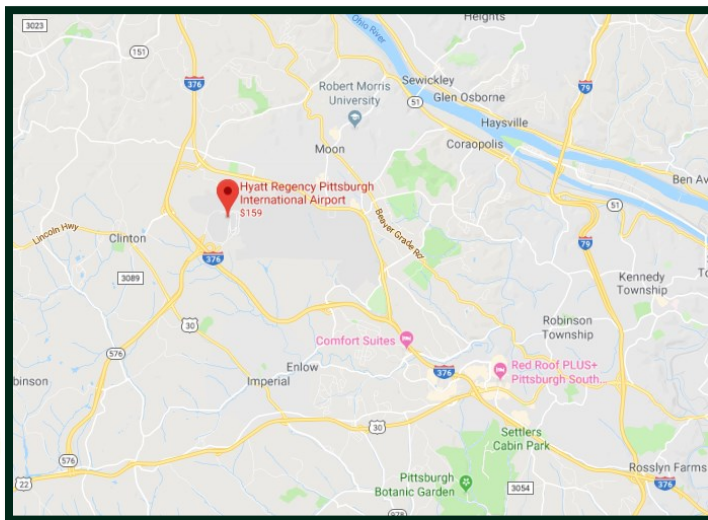 Heights
3023
Ohio River
151
376
79
Sewickley
Robert Morris
University
Glen Osborne
51
Haysville
Moon
Coraopolis
Ben Av
Hyatt Regency Pittsburgh
International Airport
$159
51
Lincoln Hwy
Clinton
Beaver Grade Rd
79
376
3089
Kennedy
Township
To
30
Robinson
Township
Comfort Suites
576
Enlow
376
Red Roof PLUS+
Pittsburgh South...
binson
Imperial
30
Settlers
Cabin Park
576
Rosslyn Farms
22
Pittsburgh
Botanic Garden
3054
376
978